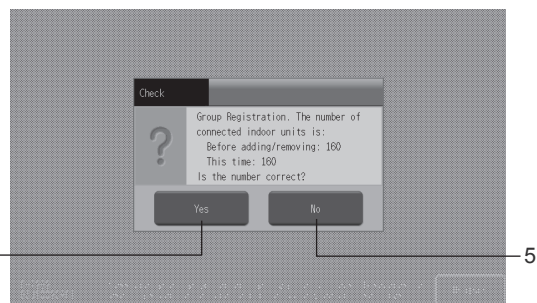 Check
Group Registration. The number of
connected indoor units is:
Before adding/removing: 160
This time: 160
Is the number correct?
?
Yes
No
5